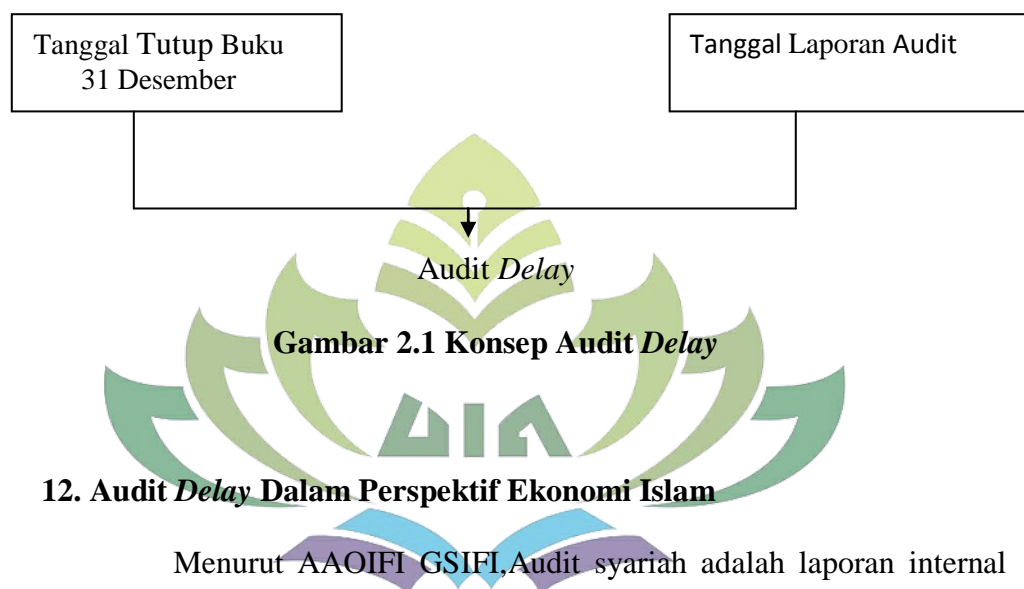 Tanggal Tutup Buku
31 Desember
Tanggal Laporan Audit
Audit Delay
Gambar 2.1 Konsep Audit Delay
UIN
12. Audit Delay Dalam Perspektif Ekonomi Islam
Menurut AAOIFI GSIFI,Audit syariah adalah laporan internal